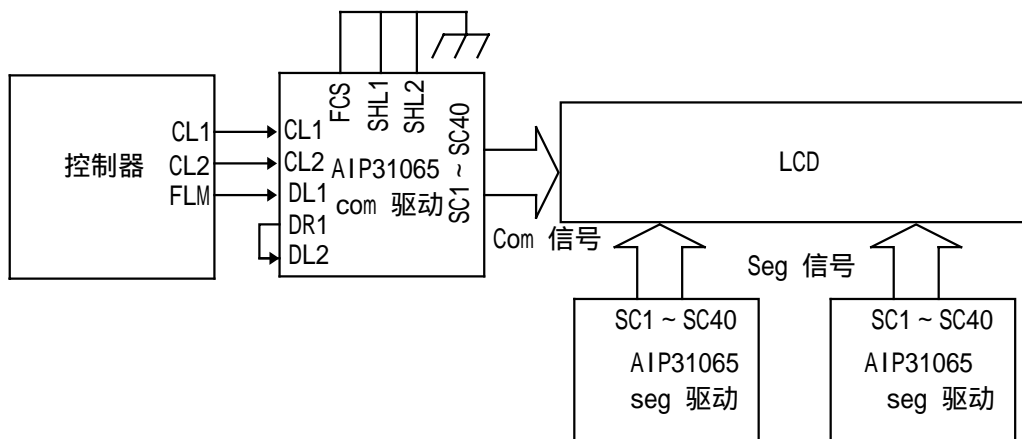 控制器
CL1
CL2
FLM
FCS
SHL1
SHL2
CL1
CL2
AIP31065
DL1
com 驱动
DR1
DL2
SC1 ~ SC40
Com 信号
LCD
Seg 信号
SC1 ~ SC40
AIP31065
seg 驱动
SC1 ~ SC40
AIP31065
seg 驱动